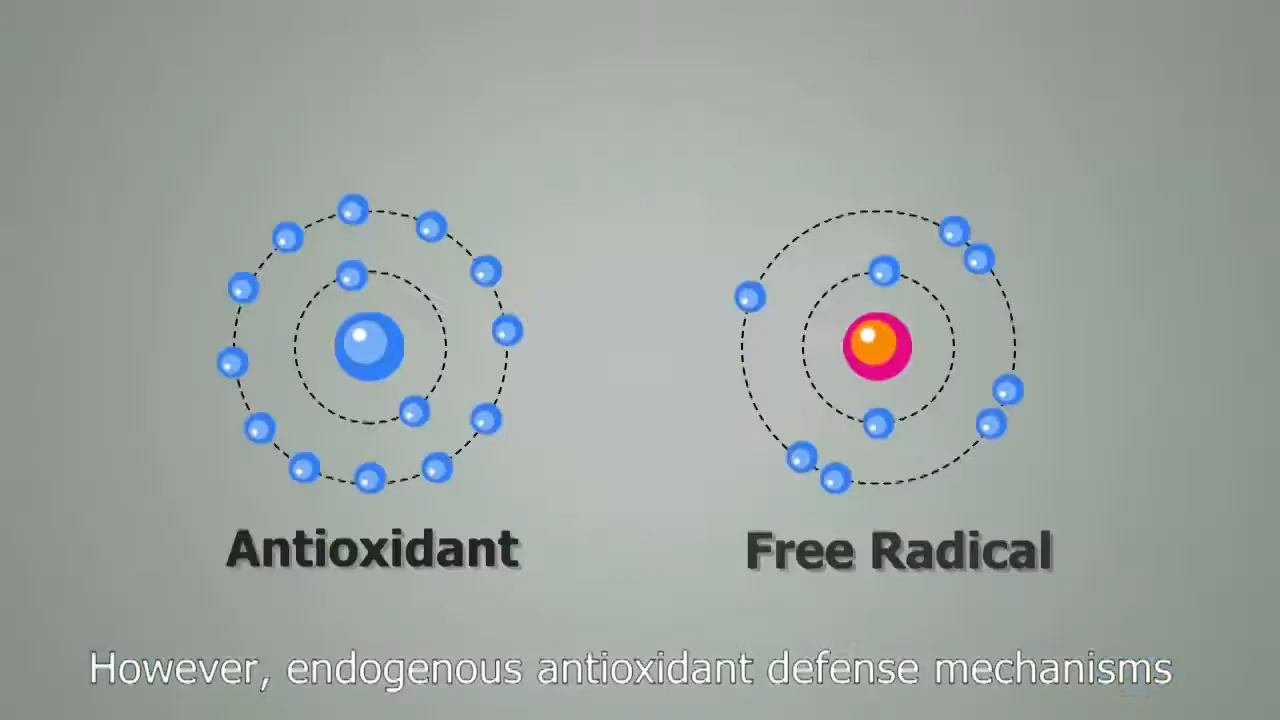 Antioxidant
Free Radical
However, endogenous antioxidant defense mechanisms